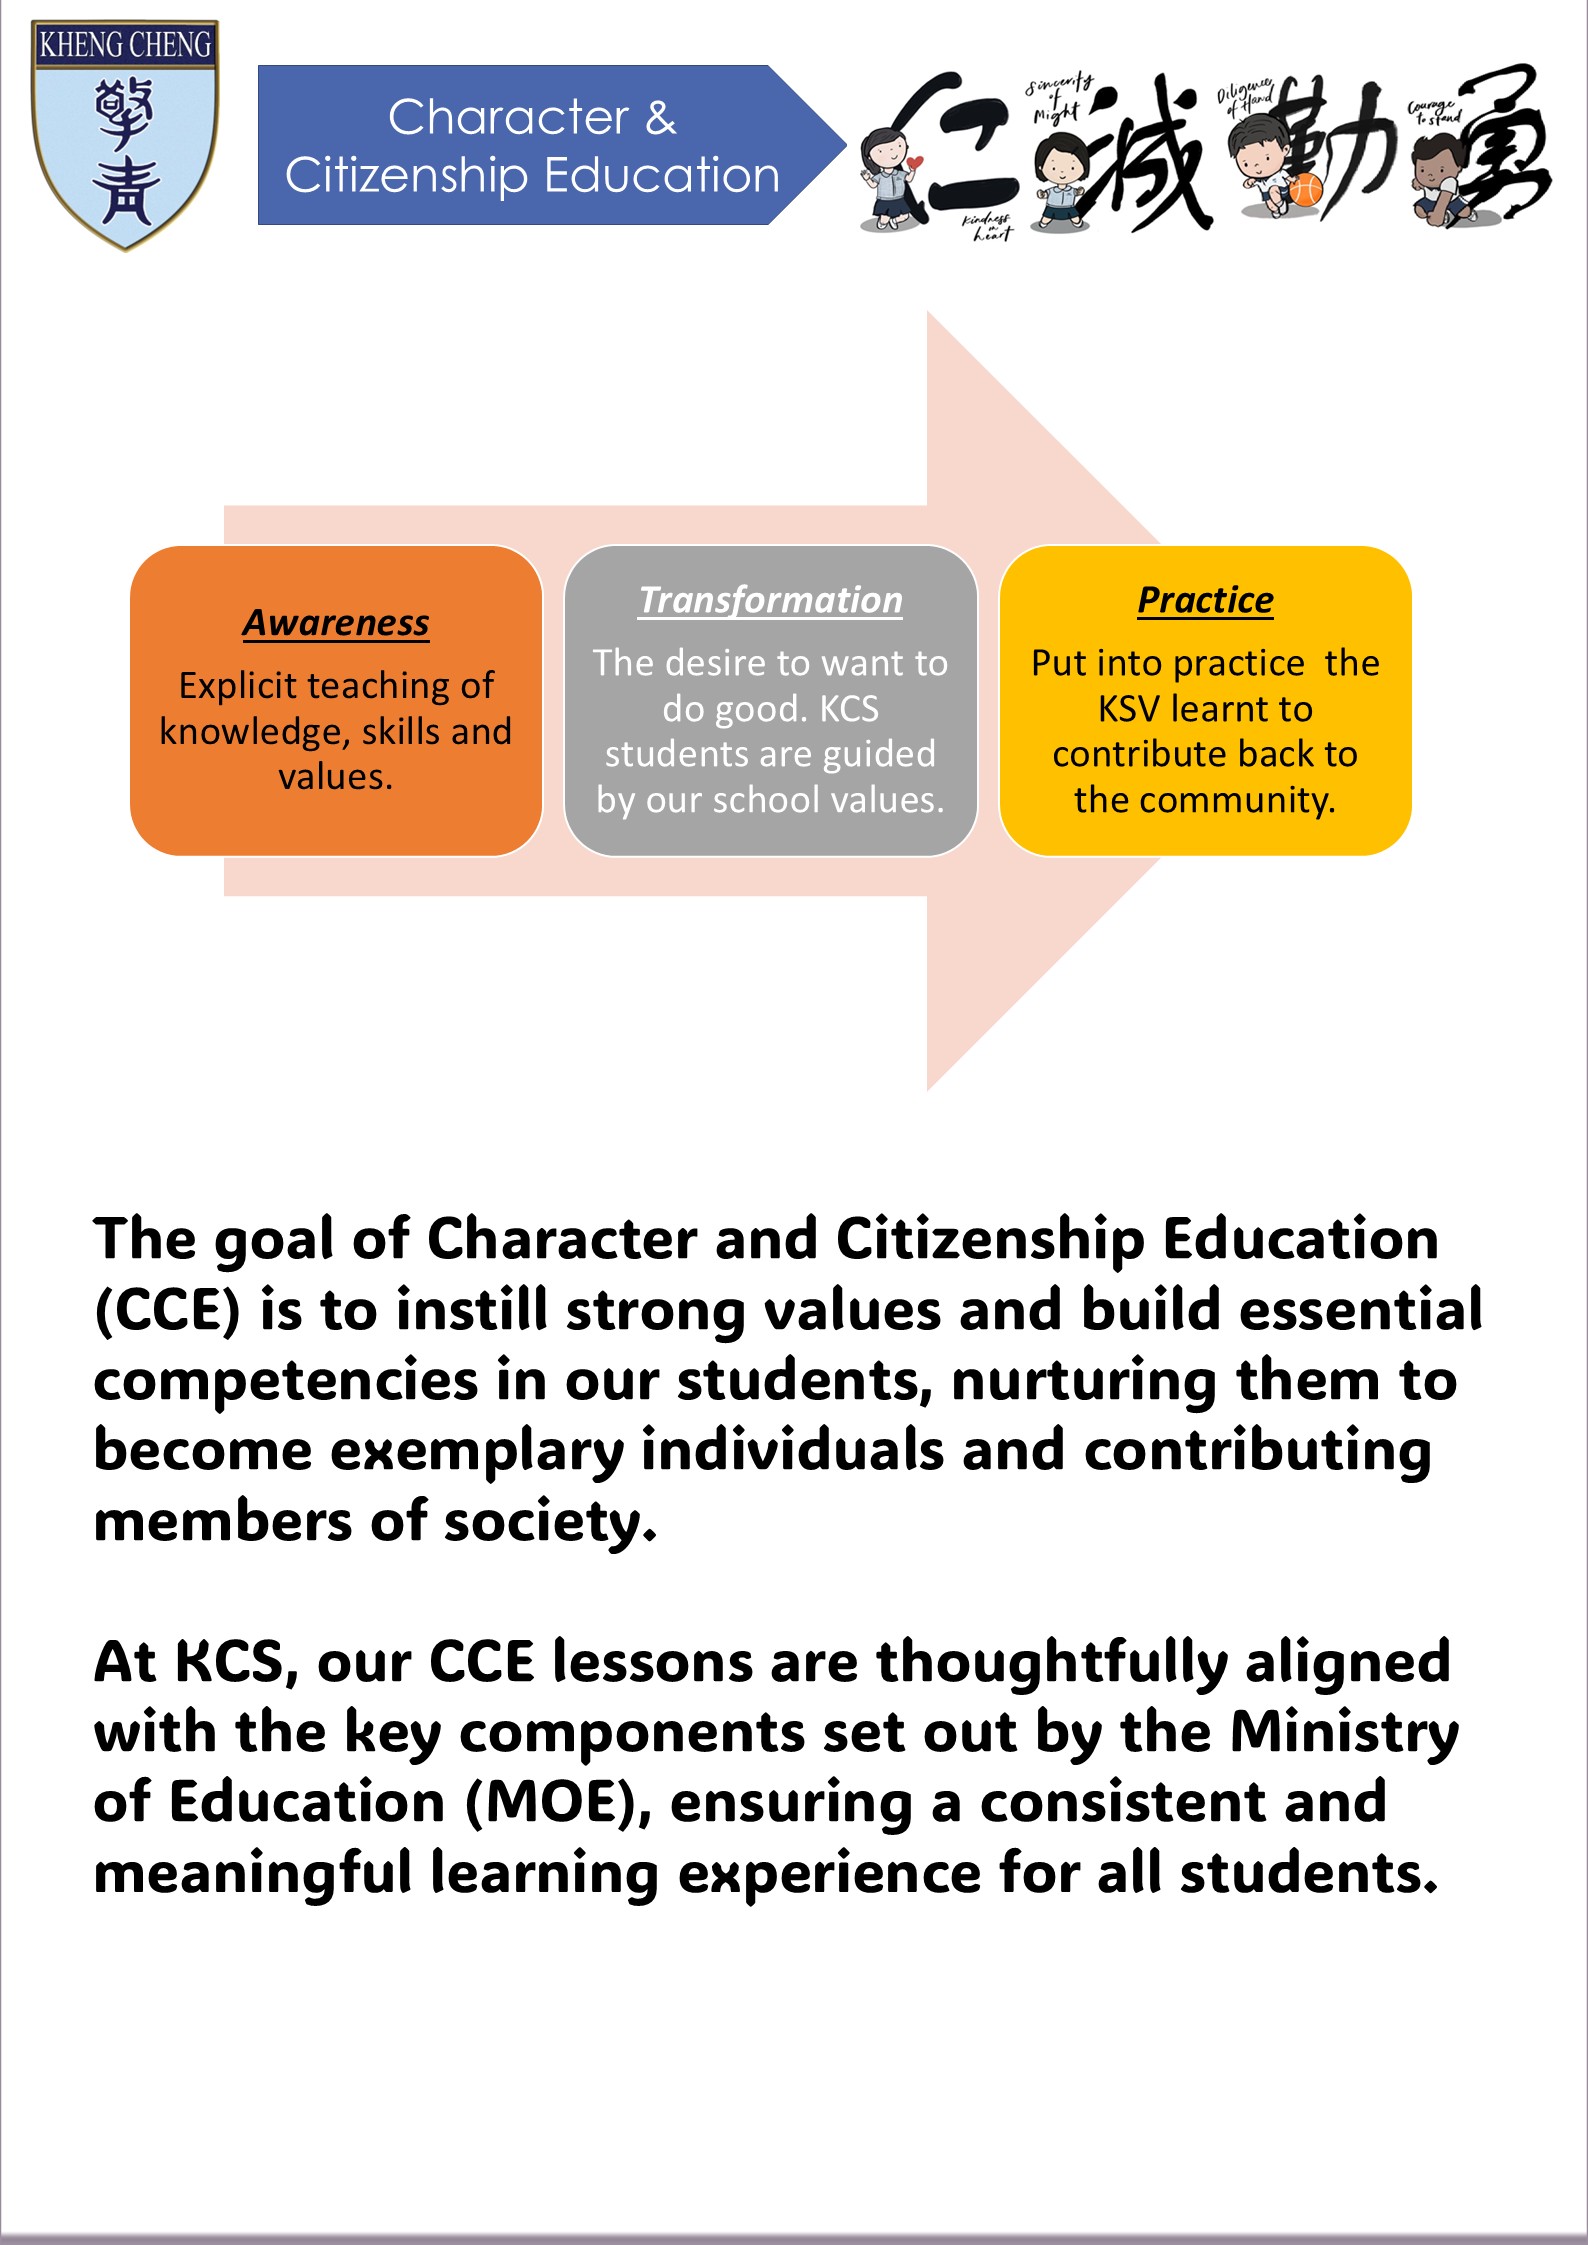 KHENG CHENG
擎青
Character &
Citizenship Education
仁诚勤勇
Kindness in heart
Sincerity of Might
Diligence of Hand
Courage to stand
Awareness
Explicit teaching of
knowledge, skills and
values.
Transformation
The desire to want to
do good. KCS
students are guided
by our school values.
Practice
Put into practice  the
KSV learnt to
contribute back to
the community.
The goal of Character and Citizenship Education
(CCE) is to instill strong values and build essential
competencies in our students, nurturing them to
become exemplary individuals and contributing
members of society.
At KCS, our CCE lessons are thoughtfully aligned
with the key components set out by the Ministry
of Education (MOE), ensuring a consistent and
meaningful learning experience for all students.